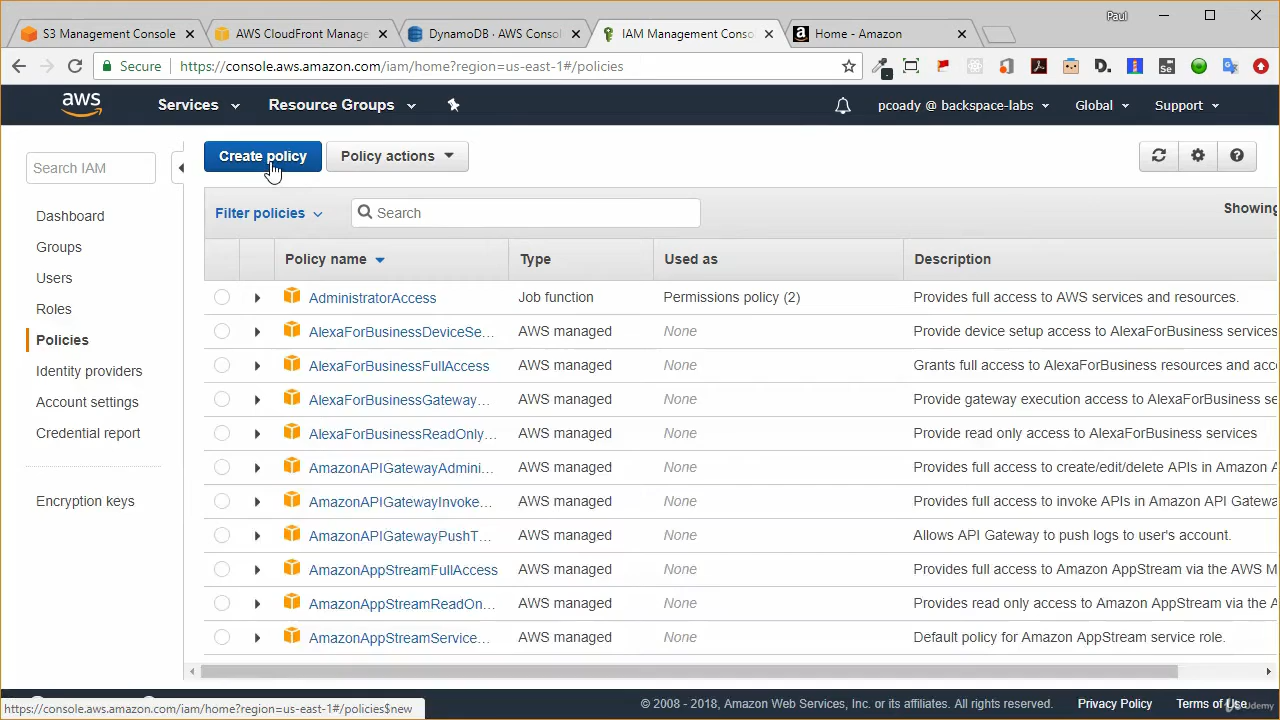 Paul
S3 Management Console
AWS CloudFront Manage
DynamoDB · AWS Consol
IAM Management Conso
Home - Amazon
Secure
https://console.aws.amazon.com/iam/home?region=us-east-1#/policies
aws
Services
Resource Groups
pcoady @ backspace-labs
Global
Support
Search IAM
Create policy
Policy actions
Dashboard
Groups
Users
Roles
Policies
Identity providers
Account settings
Credential report
Encryption keys
Filter policies
Search
Showing
Policy name Type Used as Description
AdministratorAccess Job function Permissions policy (2) Provides full access to AWS services and resources.
AlexaForBusinessDeviceSe... AWS managed None Provide device setup access to AlexaForBusiness services
AlexaForBusinessFullAccess AWS managed None Grants full access to AlexaForBusiness resources and acc
AlexaForBusinessGateway... AWS managed None Provide gateway execution access to AlexaForBusiness se
AlexaForBusinessReadOnly... AWS managed None Provide read only access to AlexaForBusiness services
AmazonAPIGatewayAdmini... AWS managed None Provides full access to create/edit/delete APIs in Amazon A
AmazonAPIGatewayInvoke... AWS managed None Provides full access to invoke APIs in Amazon API Gatewa
AmazonAPIGatewayPushT... AWS managed None Allows API Gateway to push logs to user's account.
AmazonAppStreamFullAccess AWS managed None Provides full access to Amazon AppStream via the AWS M
AmazonAppStreamReadOn... AWS managed None Provides read only access to Amazon AppStream via the A
AmazonAppStreamService... AWS managed None Default policy for Amazon AppStream service role.
https://console.aws.amazon.com/iam/home?region=us-east-1#/policies$new
© 2008 - 2018, Amazon Web Services, Inc. or its affiliates. All rights reserved.
Privacy Policy
Terms of Use
Udemy